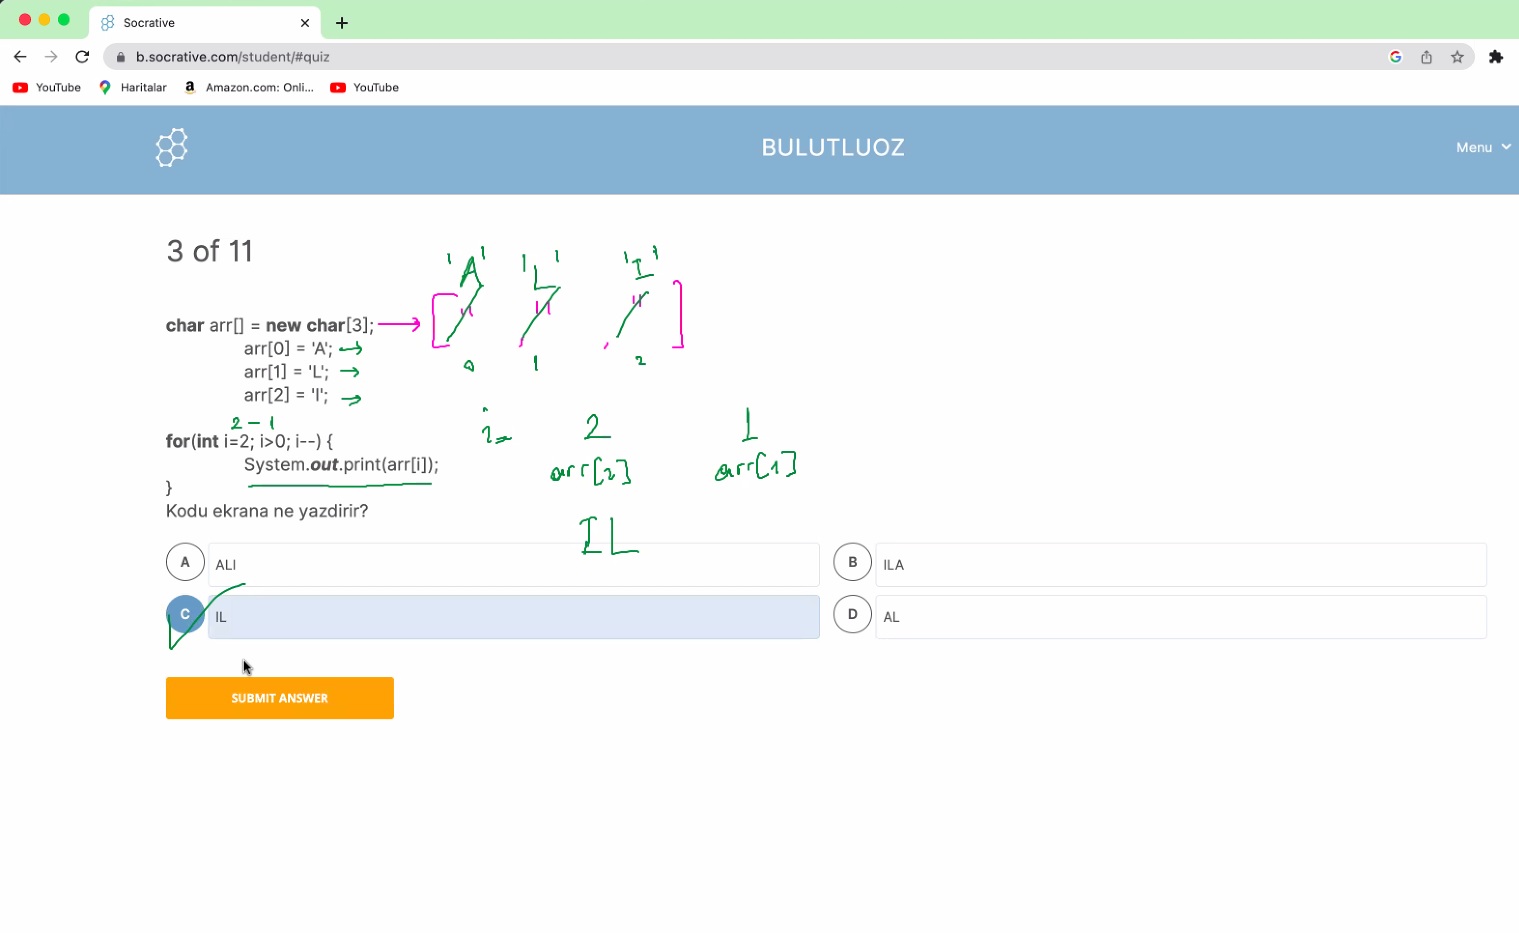 Socrative
b.socrative.com/student/#quiz
YouTube Haritalar Amazon.com: Onli... YouTube
BULUTLUOZ
Menu
3 of 11
'A' 'L' 'I'
char arr[] = new char[3];
arr[0] = 'A';
arr[1] = 'L';
arr[2] = 'I';
0 1 2
2 - 1
for(int i=2; i>0; i--) {
System.out.print(arr[i]);
}
i= 2 1
arr[2] arr[1]
IL
Kodu ekrana ne yazdirir?
A ALI
B ILA
C IL
D AL
SUBMIT ANSWER